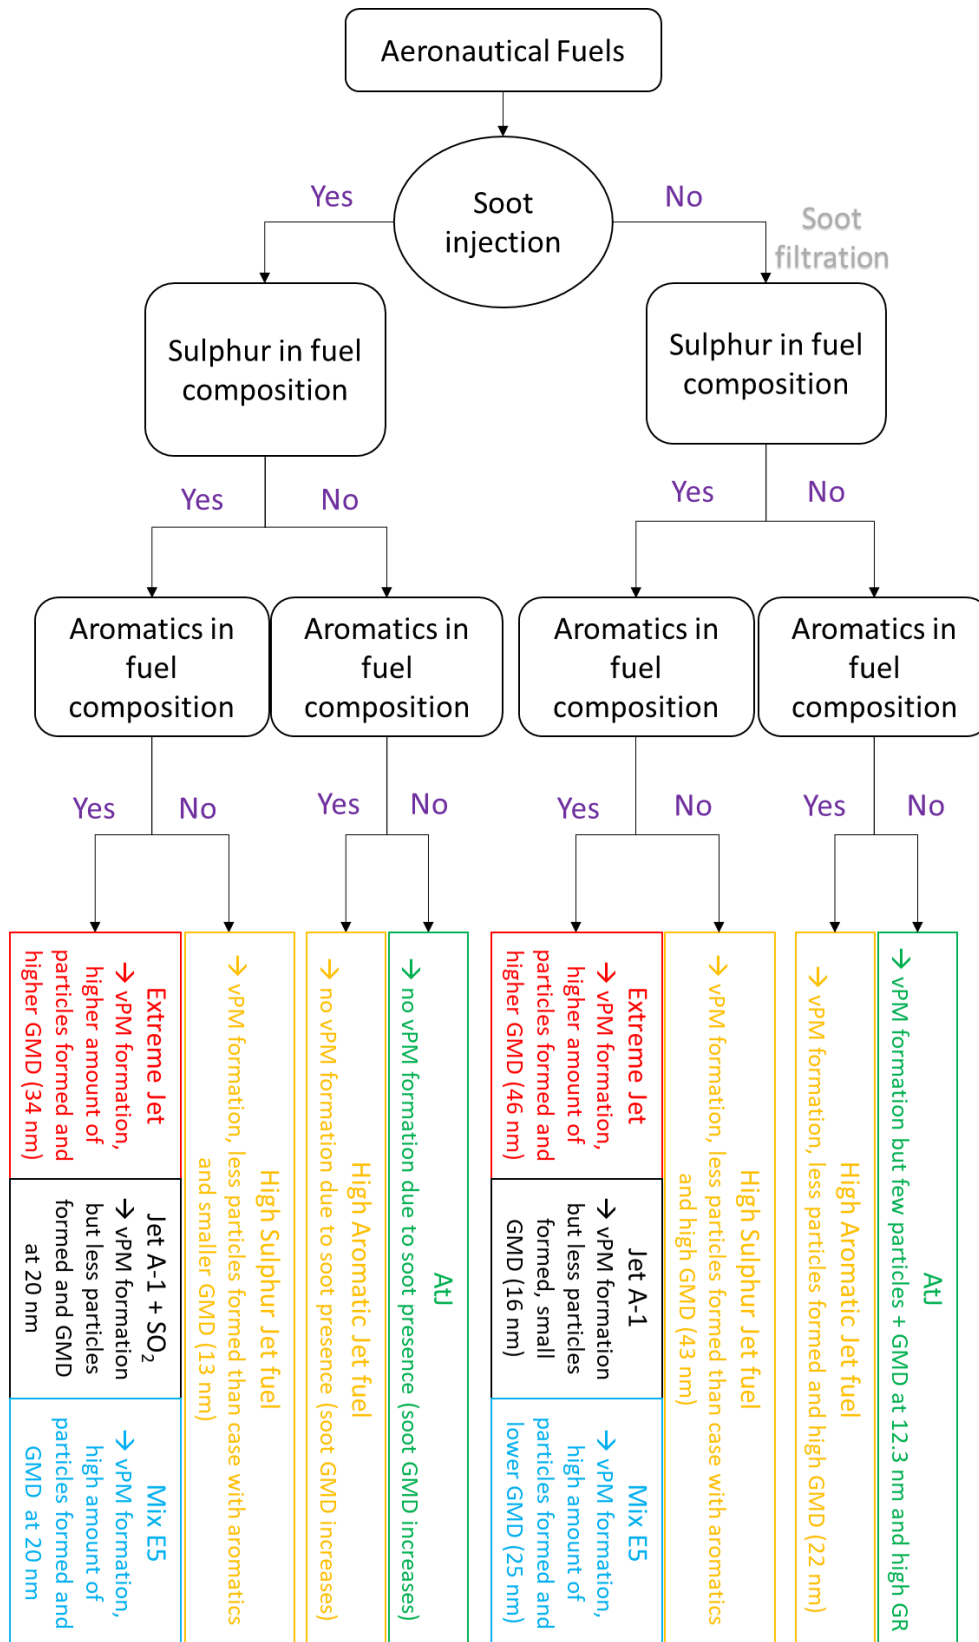 Aeronautical Fuels
Soot
injection
Yes
No
Soot
filtration
Sulphur in fuel
composition
Sulphur in fuel
composition
Yes
No
Yes
No
Aromatics in
fuel
composition
Aromatics in
fuel
composition
Aromatics in
fuel
composition
Aromatics in
fuel
composition
Yes
No
Yes
No
Yes
No
Yes
No
Extreme Jet
→ vPM formation,
higher amount of
particles formed and
higher GMD (34 nm)
Jet A-1 + SO₂
→ vPM formation
but less particles
formed and GMD
at 20 nm
Mix E5
→ vPM formation,
high amount of
particles formed and
GMD at 20 nm
High Sulphur Jet fuel
→ vPM formation, less particles formed than case with aromatics
and smaller GMD (13 nm)
High Aromatic Jet fuel
→ no vPM formation due to soot presence (soot GMD increases)
AtJ
→ no vPM formation due to soot presence (soot GMD increases)
Extreme Jet
→ vPM formation,
higher amount of
particles formed and
higher GMD (46 nm)
Jet A-1
→ vPM formation
but less particles
formed, small
GMD (16 nm)
Mix E5
→ vPM formation,
high amount of
particles formed and
lower GMD (25 nm)
High Sulphur Jet fuel
→ vPM formation, less particles formed than case with aromatics
and high GMD (43 nm)
High Aromatic Jet fuel
→ vPM formation, less particles formed and high GMD (22 nm)
AtJ
→ vPM formation but few particles + GMD at 12.3 nm and high GR